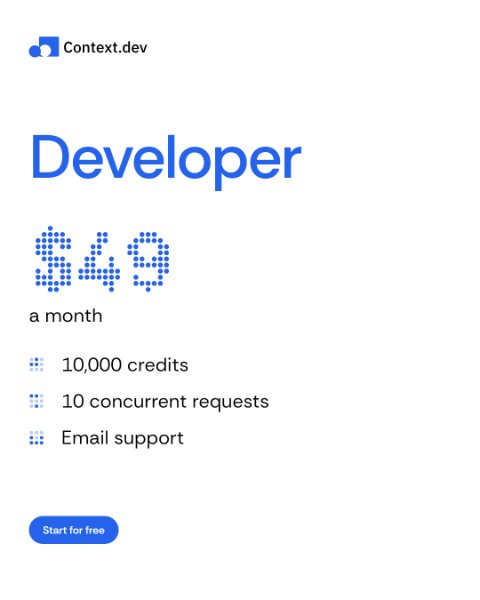 Context.dev
Developer
$49
a month
10,000 credits
10 concurrent requests
Email support
Start for free